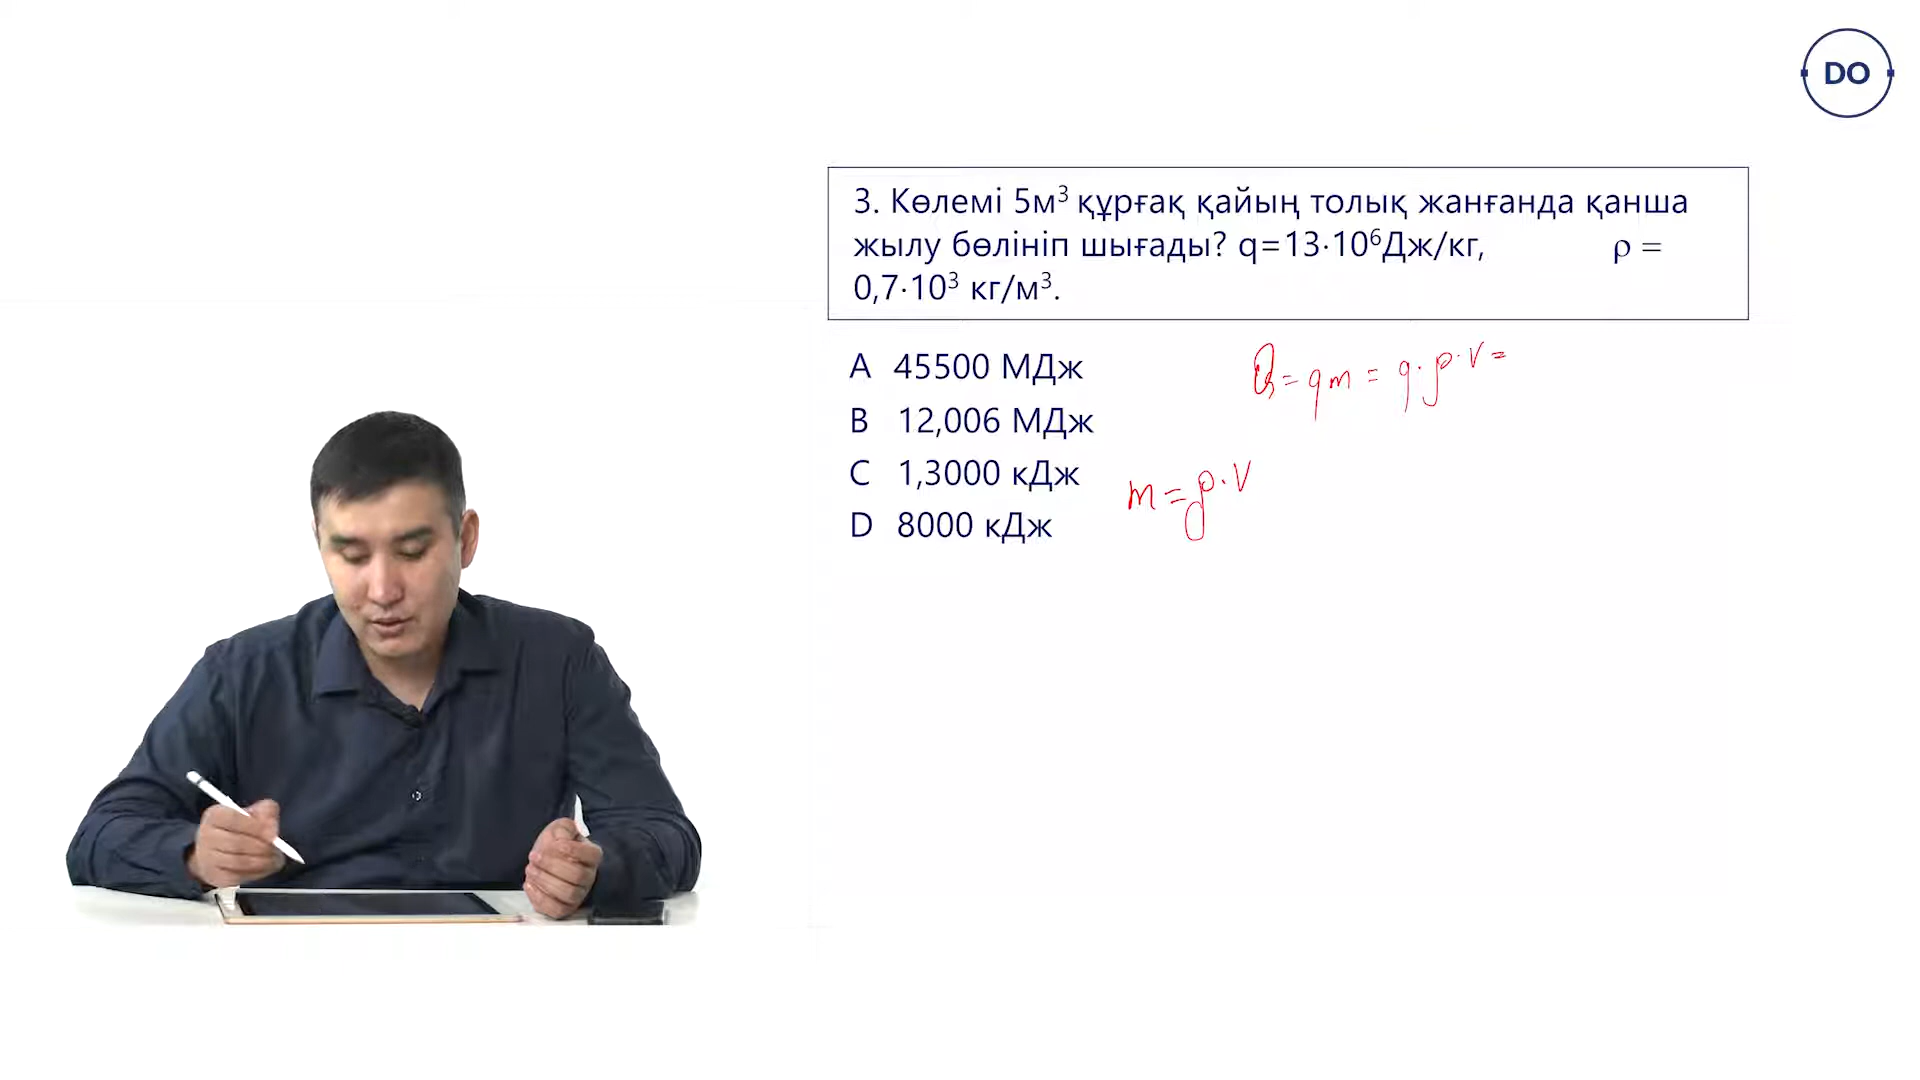 DO
3. Көлемі 5м³ құрғақ қайың толық жанғанда қанша
жылу бөлініп шығады? q=13·10⁶Дж/кг, ρ =
0,7·10³ кг/м³.
A 45500 МДж
B 12,006 МДж
C 1,3000 кДж
D 8000 кДж
Q = qm = q·ρ·V =
m = ρ·V